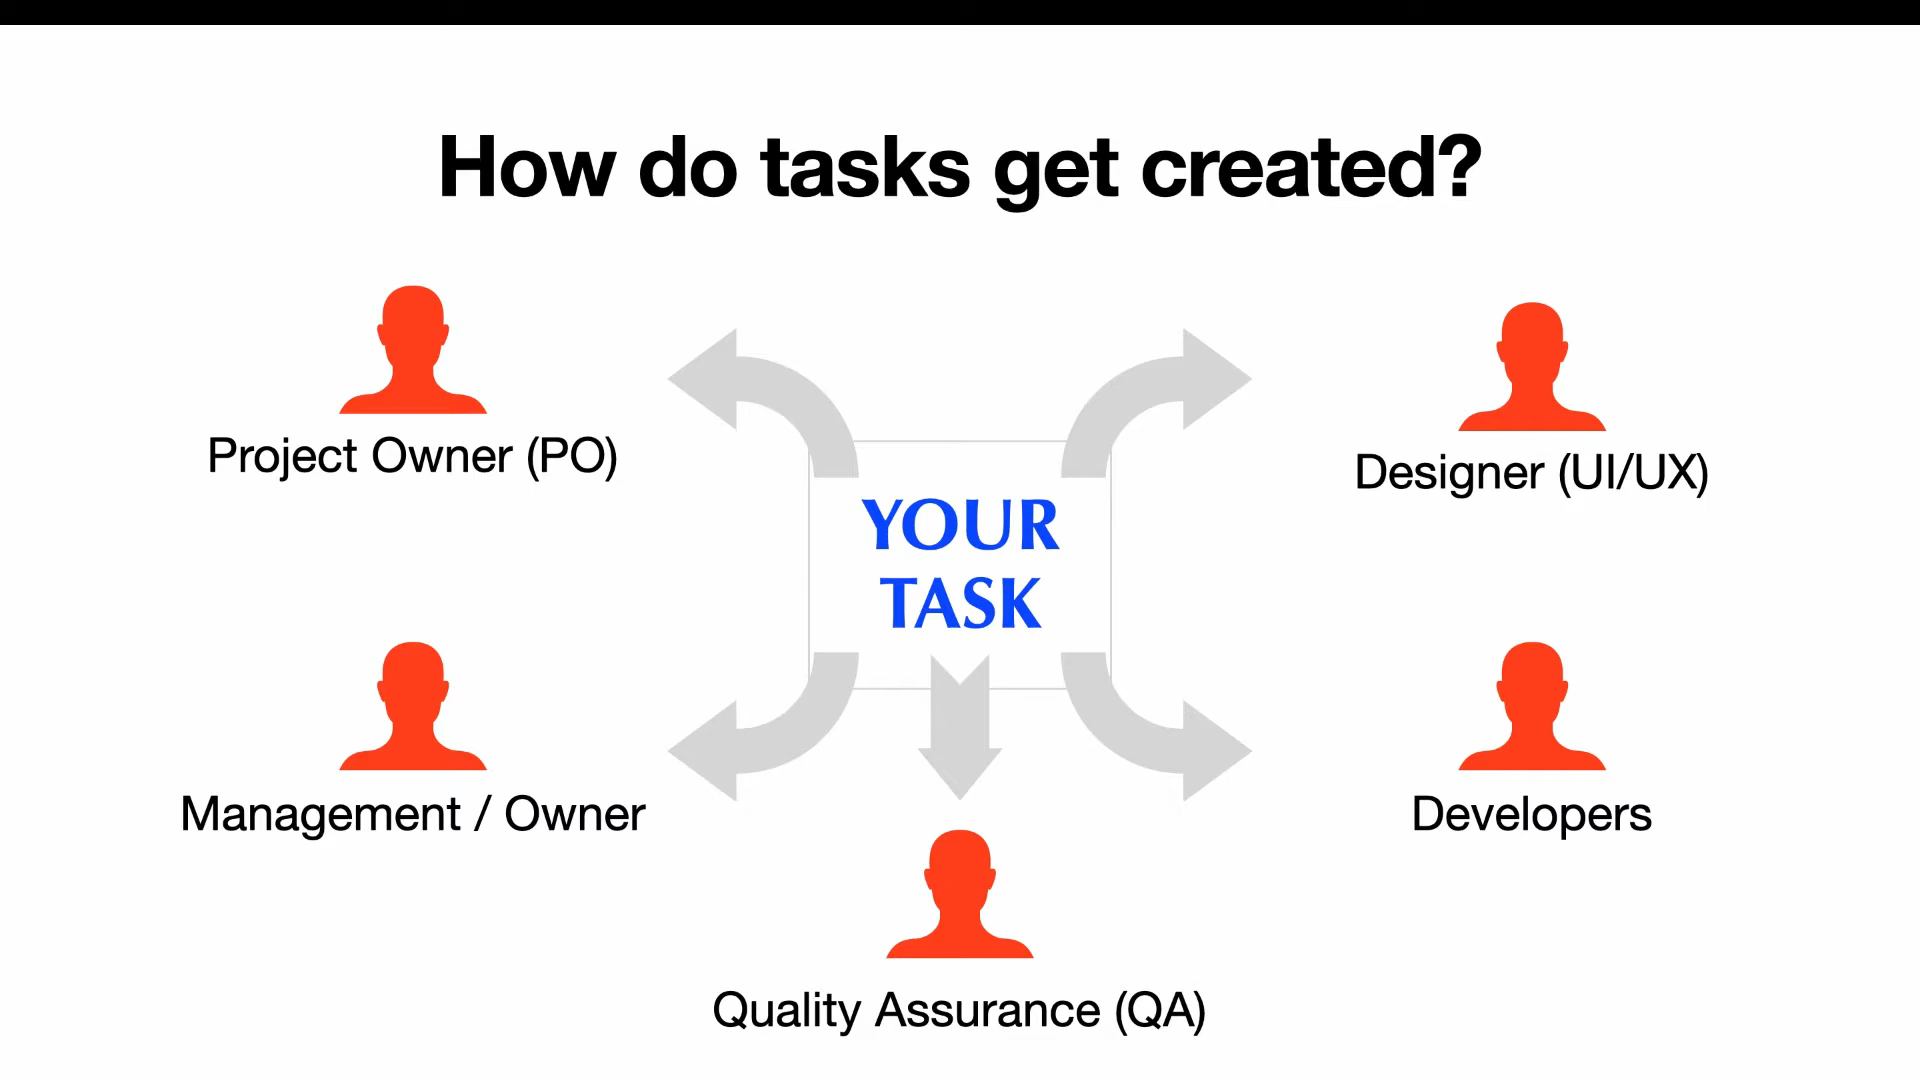 How do tasks get created?
Project Owner (PO)
Designer (UI/UX)
YOUR
TASK
Management / Owner
Developers
Quality Assurance (QA)